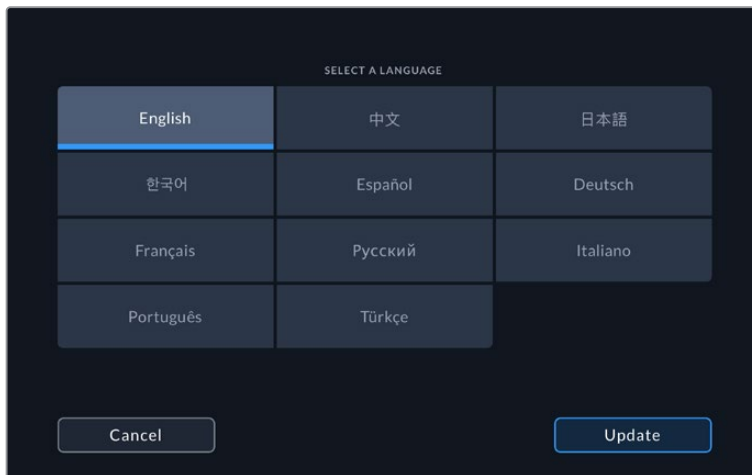 SELECT A LANGUAGE
English 中文 日本語
한국어 Español Deutsch
Français Русский Italiano
Português Türkçe
Cancel Update